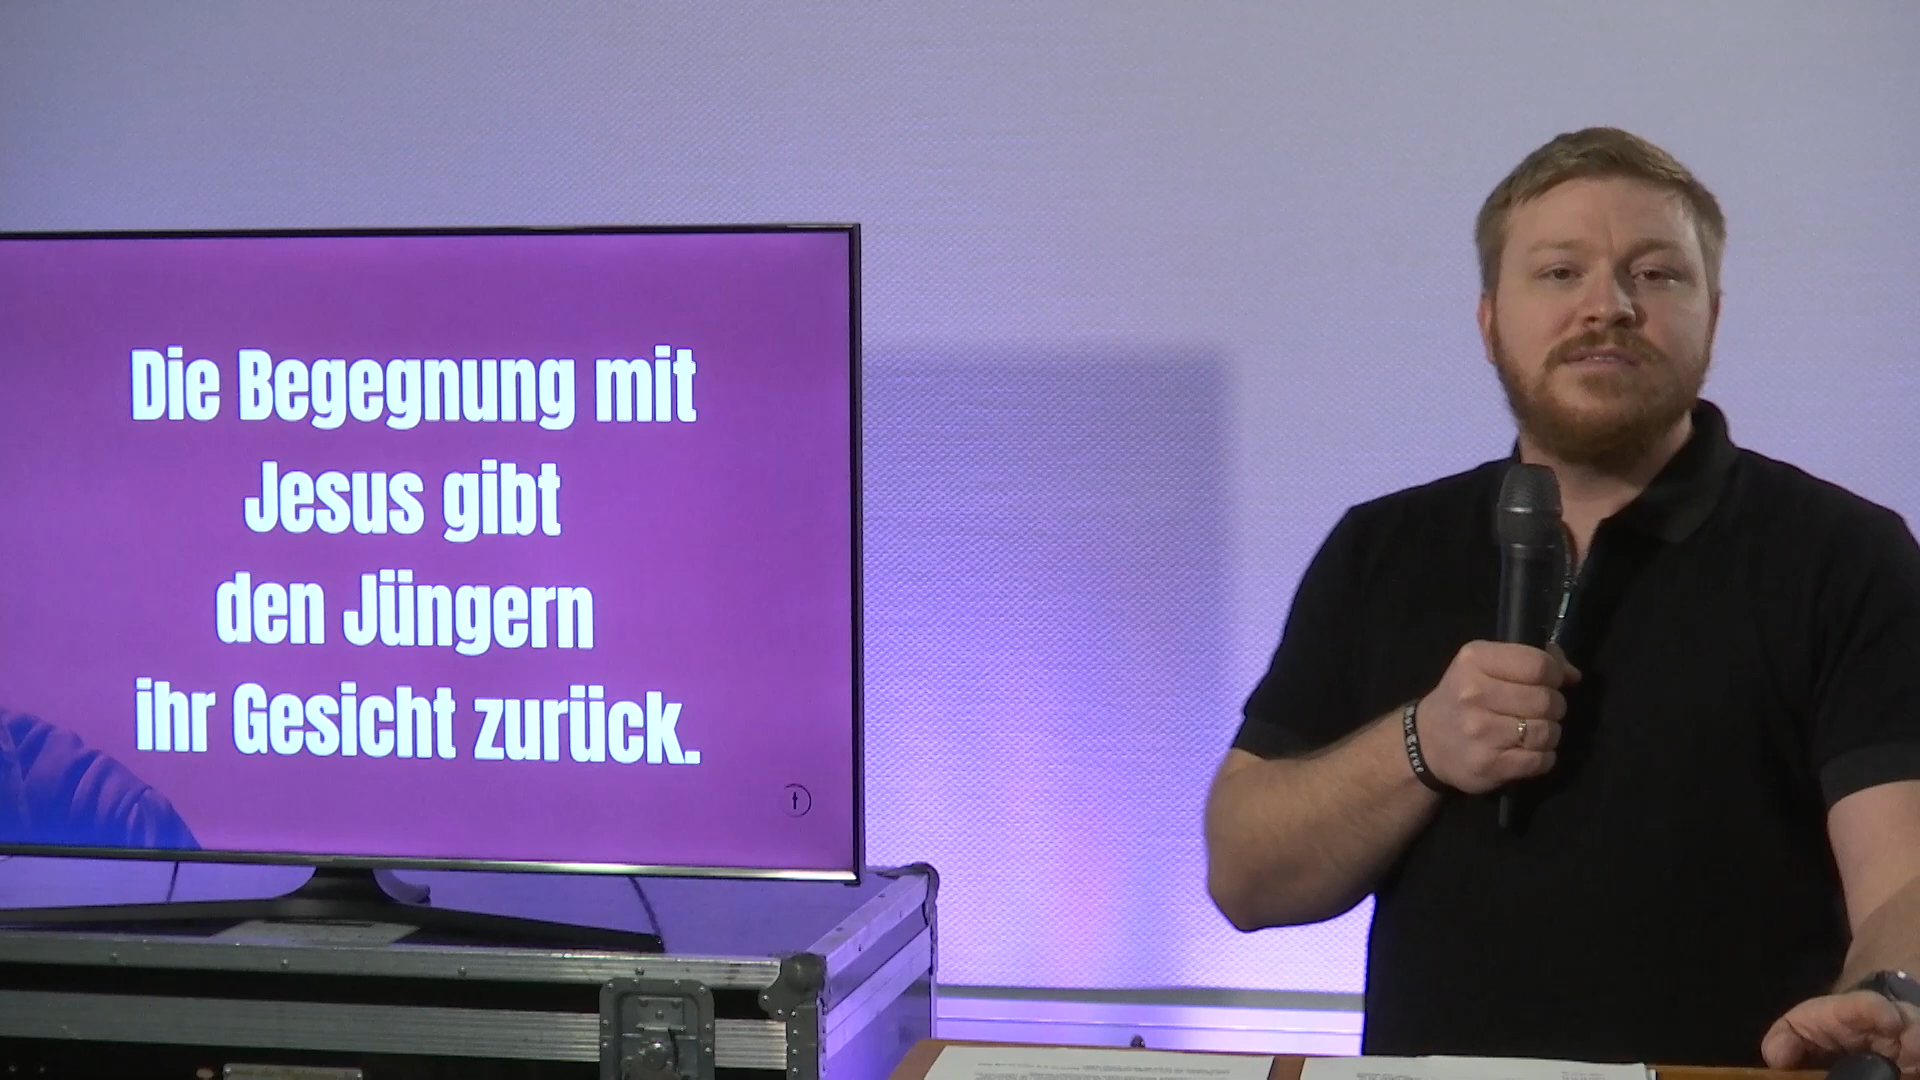 Die Begegnung mit
Jesus gibt
den Jüngern
ihr Gesicht zurück.